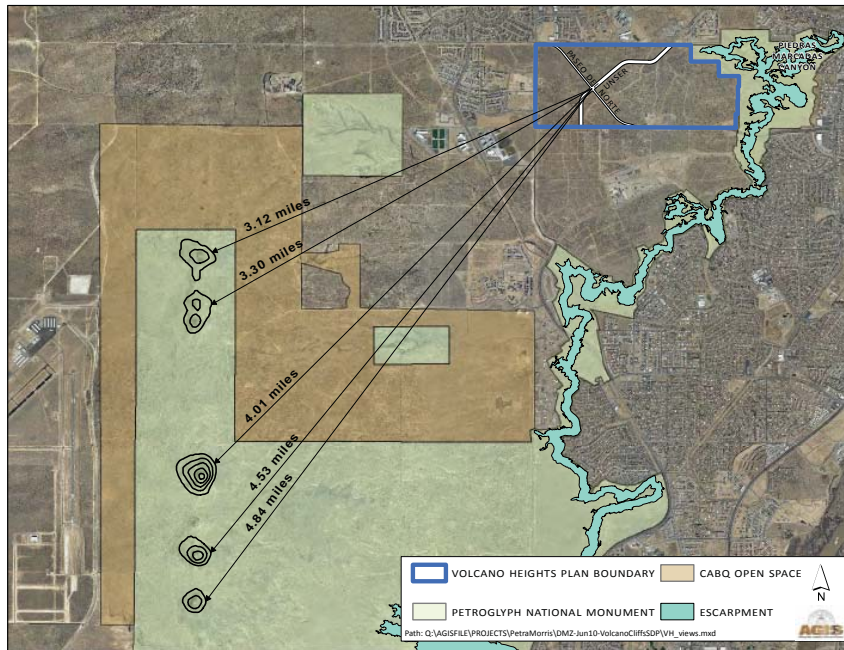 PIEDRAS
MARCADAS
CANYON
PASEO DEL NORTE
UNSER
3.12 miles
3.30 miles
4.01 miles
4.53 miles
4.84 miles
VOLCANO HEIGHTS PLAN BOUNDARY
CABQ OPEN SPACE
PETROGLYPH NATIONAL MONUMENT
ESCARPMENT
N
Path: Q:\AGISFILE\PROJECTS\PetraMorris\DMZ-Jun10-VolcanoCliffsSDP\VH_views.mxd
AGIS